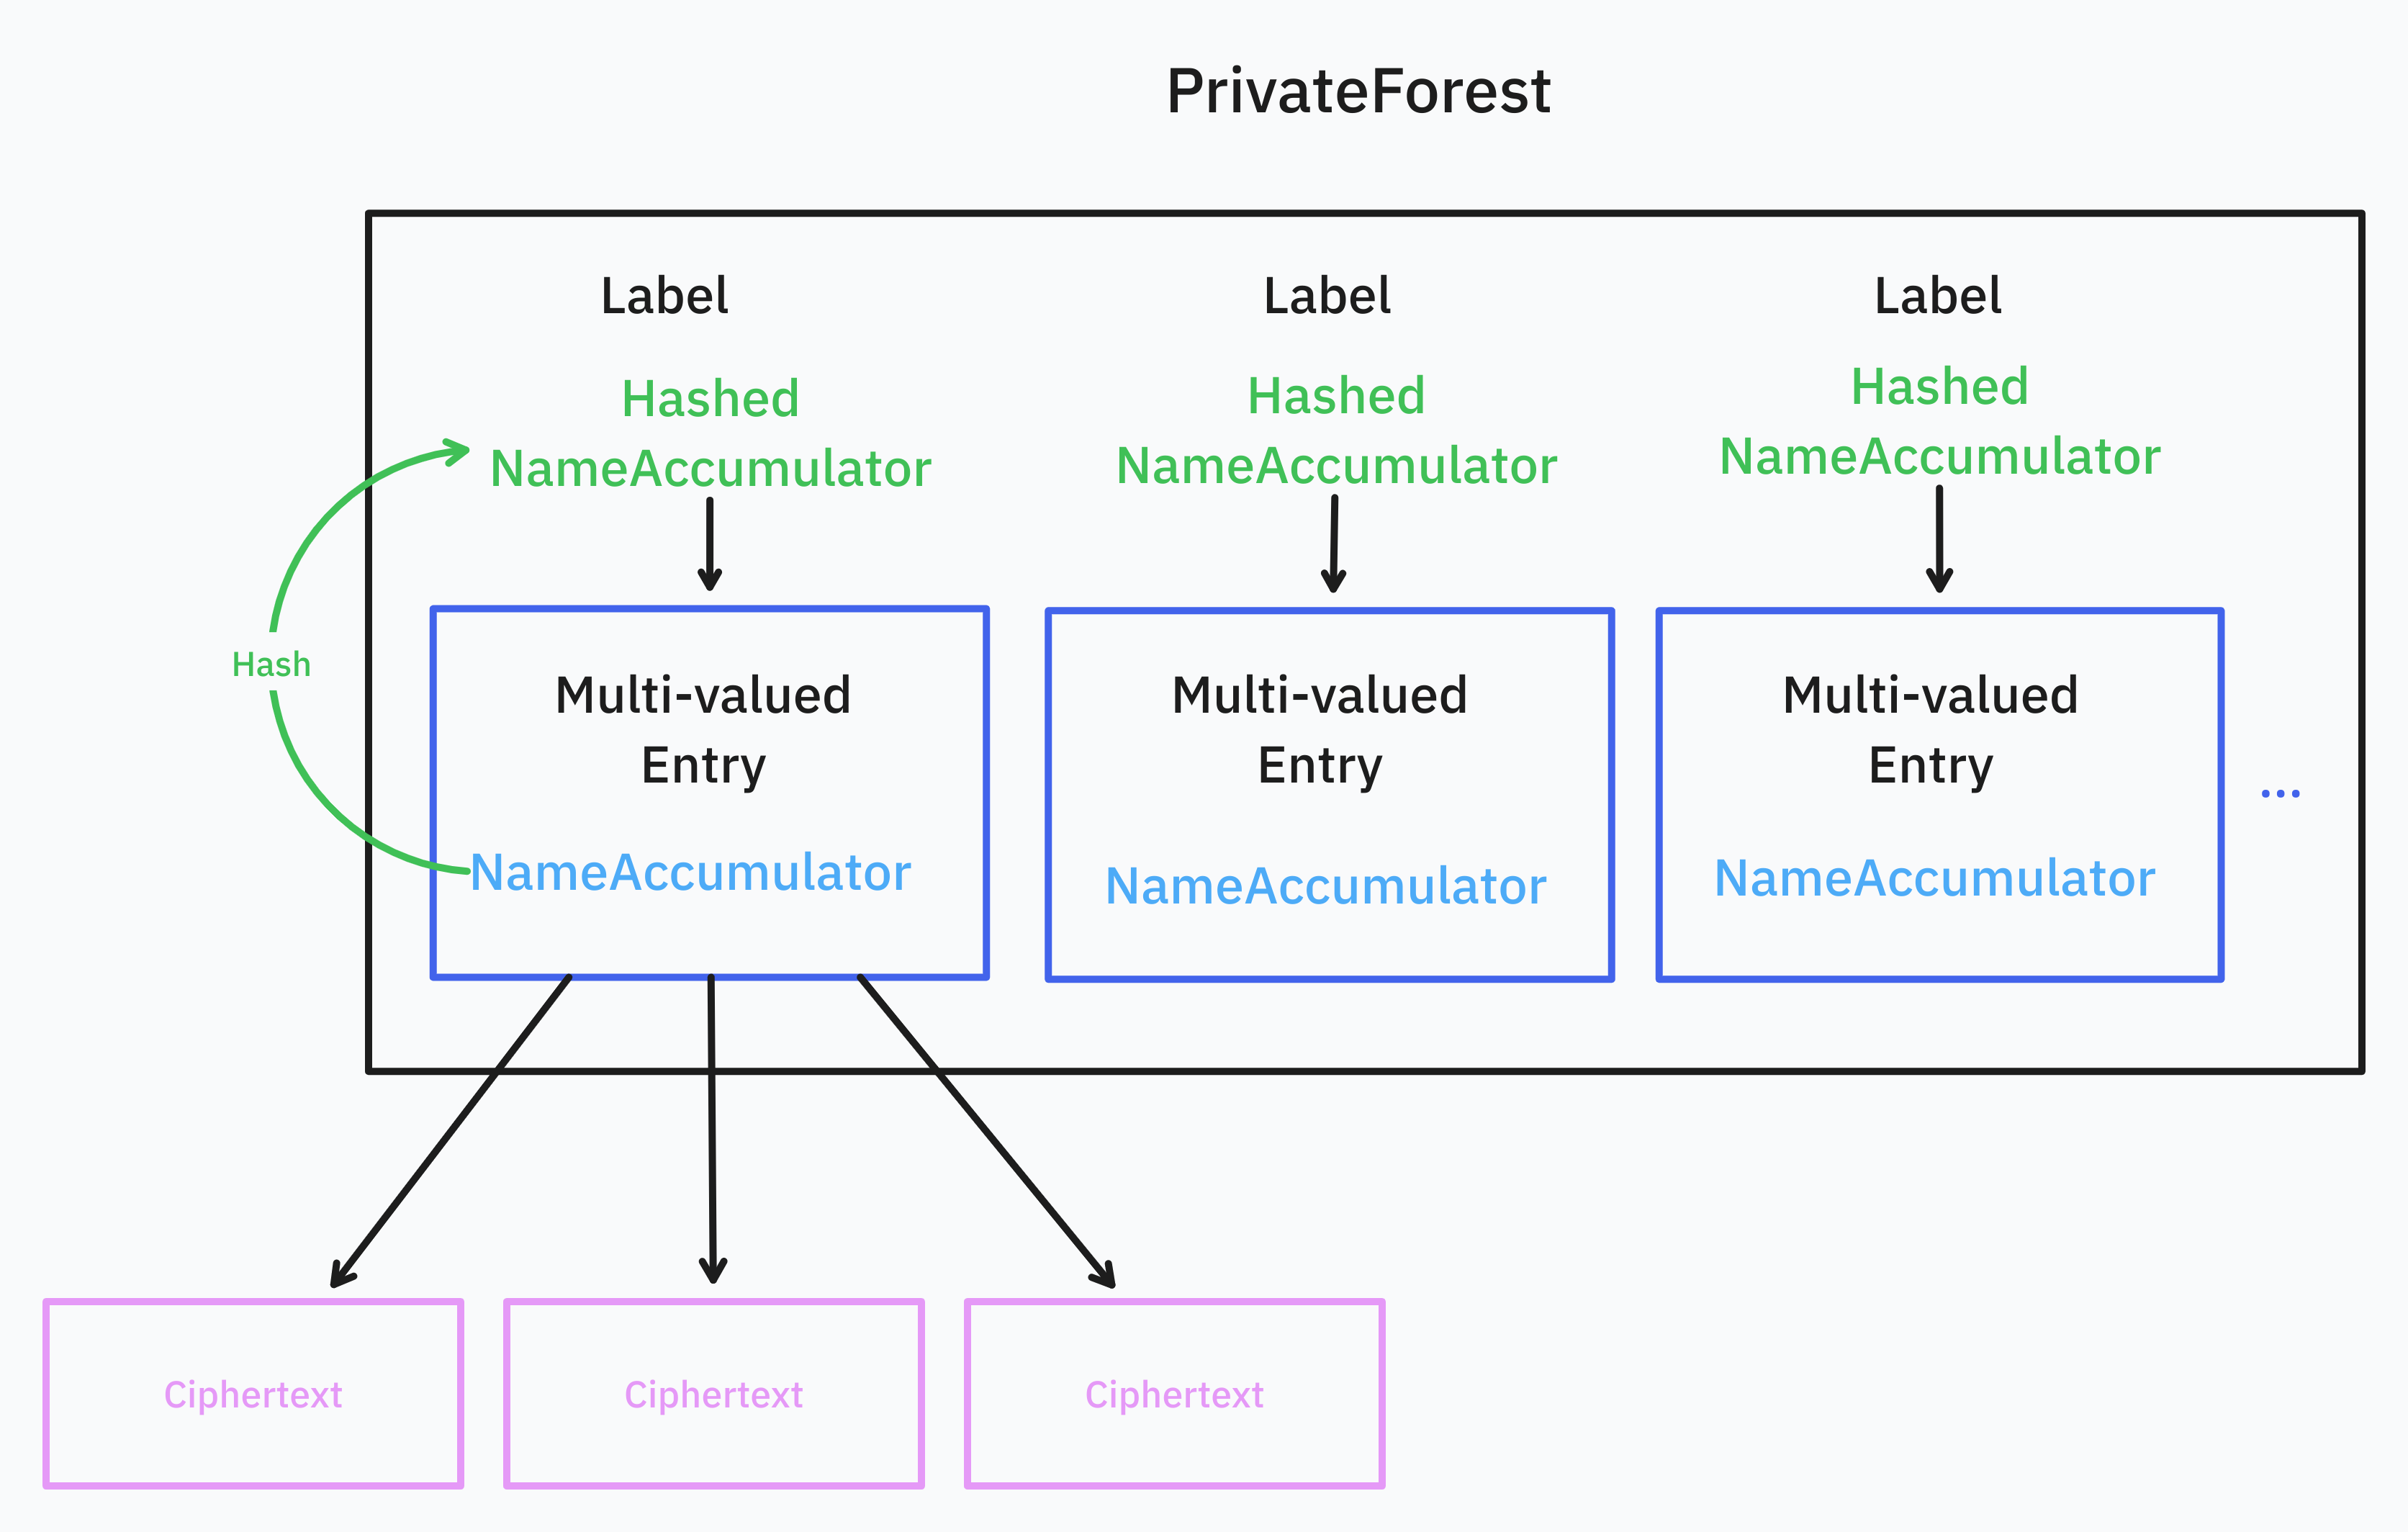 PrivateForest
Label
Label
Label
Hashed
NameAccumulator
Hashed
NameAccumulator
Hashed
NameAccumulator
Hash
Multi-valued
Entry
NameAccumulator
Multi-valued
Entry
NameAccumulator
Multi-valued
Entry
NameAccumulator
...
Ciphertext
Ciphertext
Ciphertext